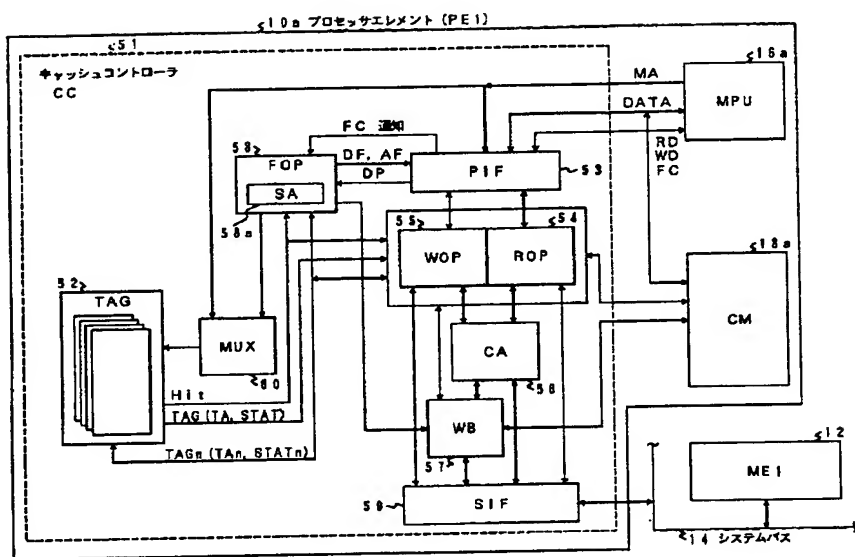 10a プロセッサエレメント(PE1)
51
キャッシュコントローラ
CC
16a
MPU
MA
DATA
RD
WD
FC
FC 通知
58
FOP
SA
58a
DF, AF
DP
PIF
53
55
54
WOP
ROP
18a
CM
52
TAG
MUX
60
CA
56
Hit
TAG(TA, STAT)
TAGn(TAn, STATn)
WB
57
59
SIF
12
ME1
14 システムバス